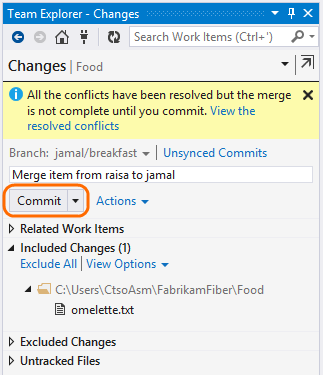 Team Explorer - Changes
Search Work Items (Ctrl+')
Changes | Food
All the conflicts have been resolved but the merge
is not complete until you commit. View the
resolved conflicts
Branch: jamal/breakfast | Unsynced Commits
Merge item from raisa to jamal
Commit Actions
Related Work Items
Included Changes (1)
Exclude All | View Options
C:\Users\CtsoAsm\FabrikamFiber\Food
omelette.txt
Excluded Changes
Untracked Files